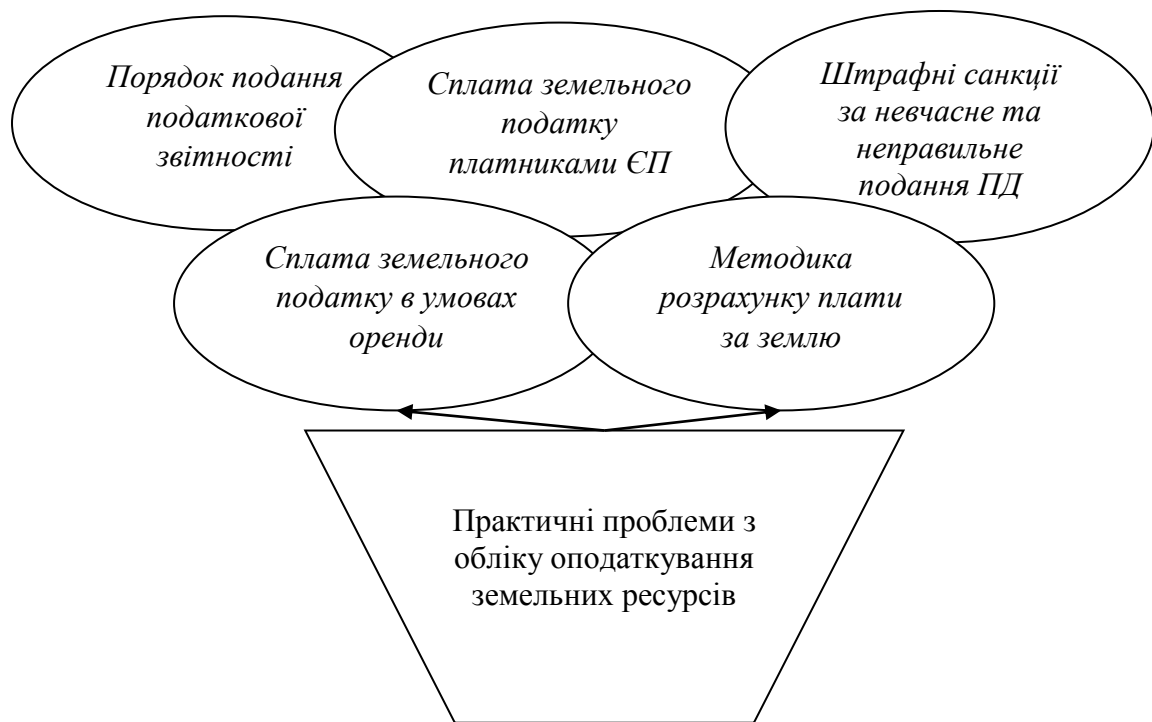 Порядок подання
податкової
звітності
Сплата земельного
податку
платниками ЄП
Штрафні санкції
за невчасне та
неправильне
подання ПД
Сплата земельного
податку в умовах
оренди
Методика
розрахунку плати
за землю
Практичні проблеми з
обліку оподаткування
земельних ресурсів